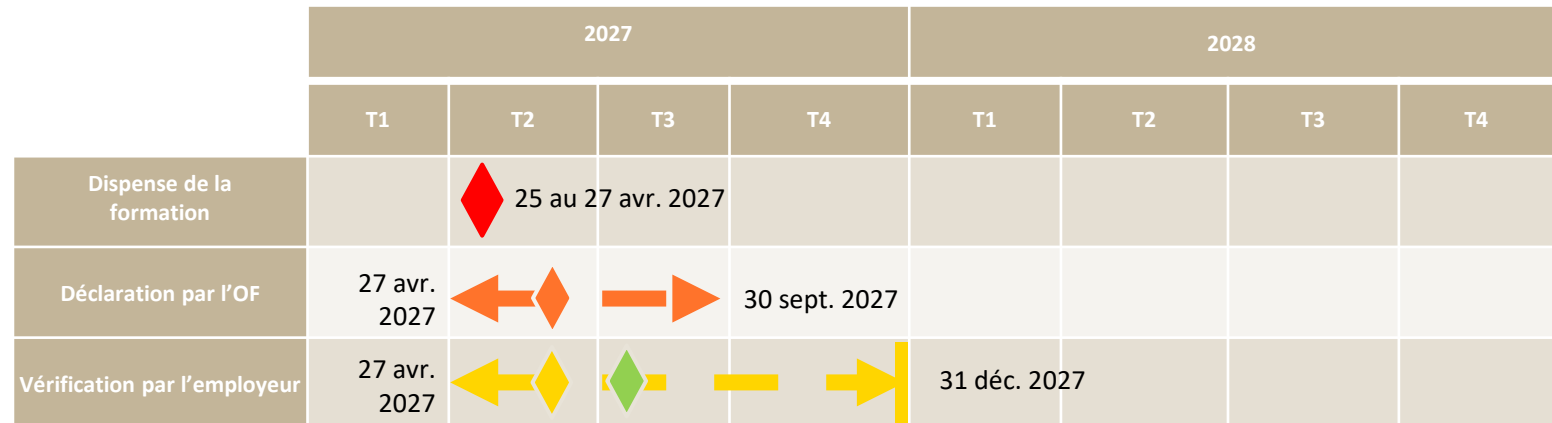 2027
2028
T1
T2
T3
T4
T1
T2
T3
T4
Dispense de la
formation
25 au 27 avr. 2027
Déclaration par l’OF
27 avr.
2027
30 sept. 2027
Vérification par l’employeur
27 avr.
2027
31 déc. 2027